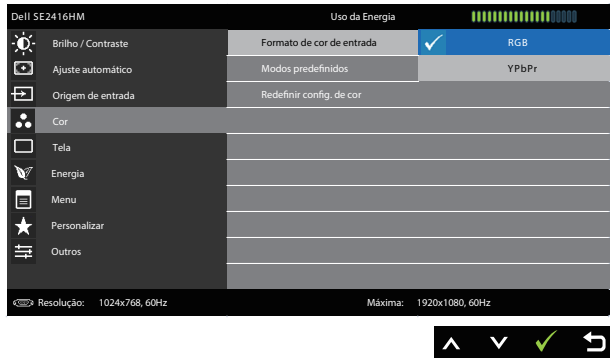 Dell SE2416HM Uso da Energia
Brilho / Contraste Formato de cor de entrada RGB
Ajuste automático Modos predefinidos YPbPr
Origem de entrada Redefinir config. de cor
Cor
Tela
Energia
Menu
Personalizar
Outros
Resolução: 1024x768, 60Hz Máxima: 1920x1080, 60Hz